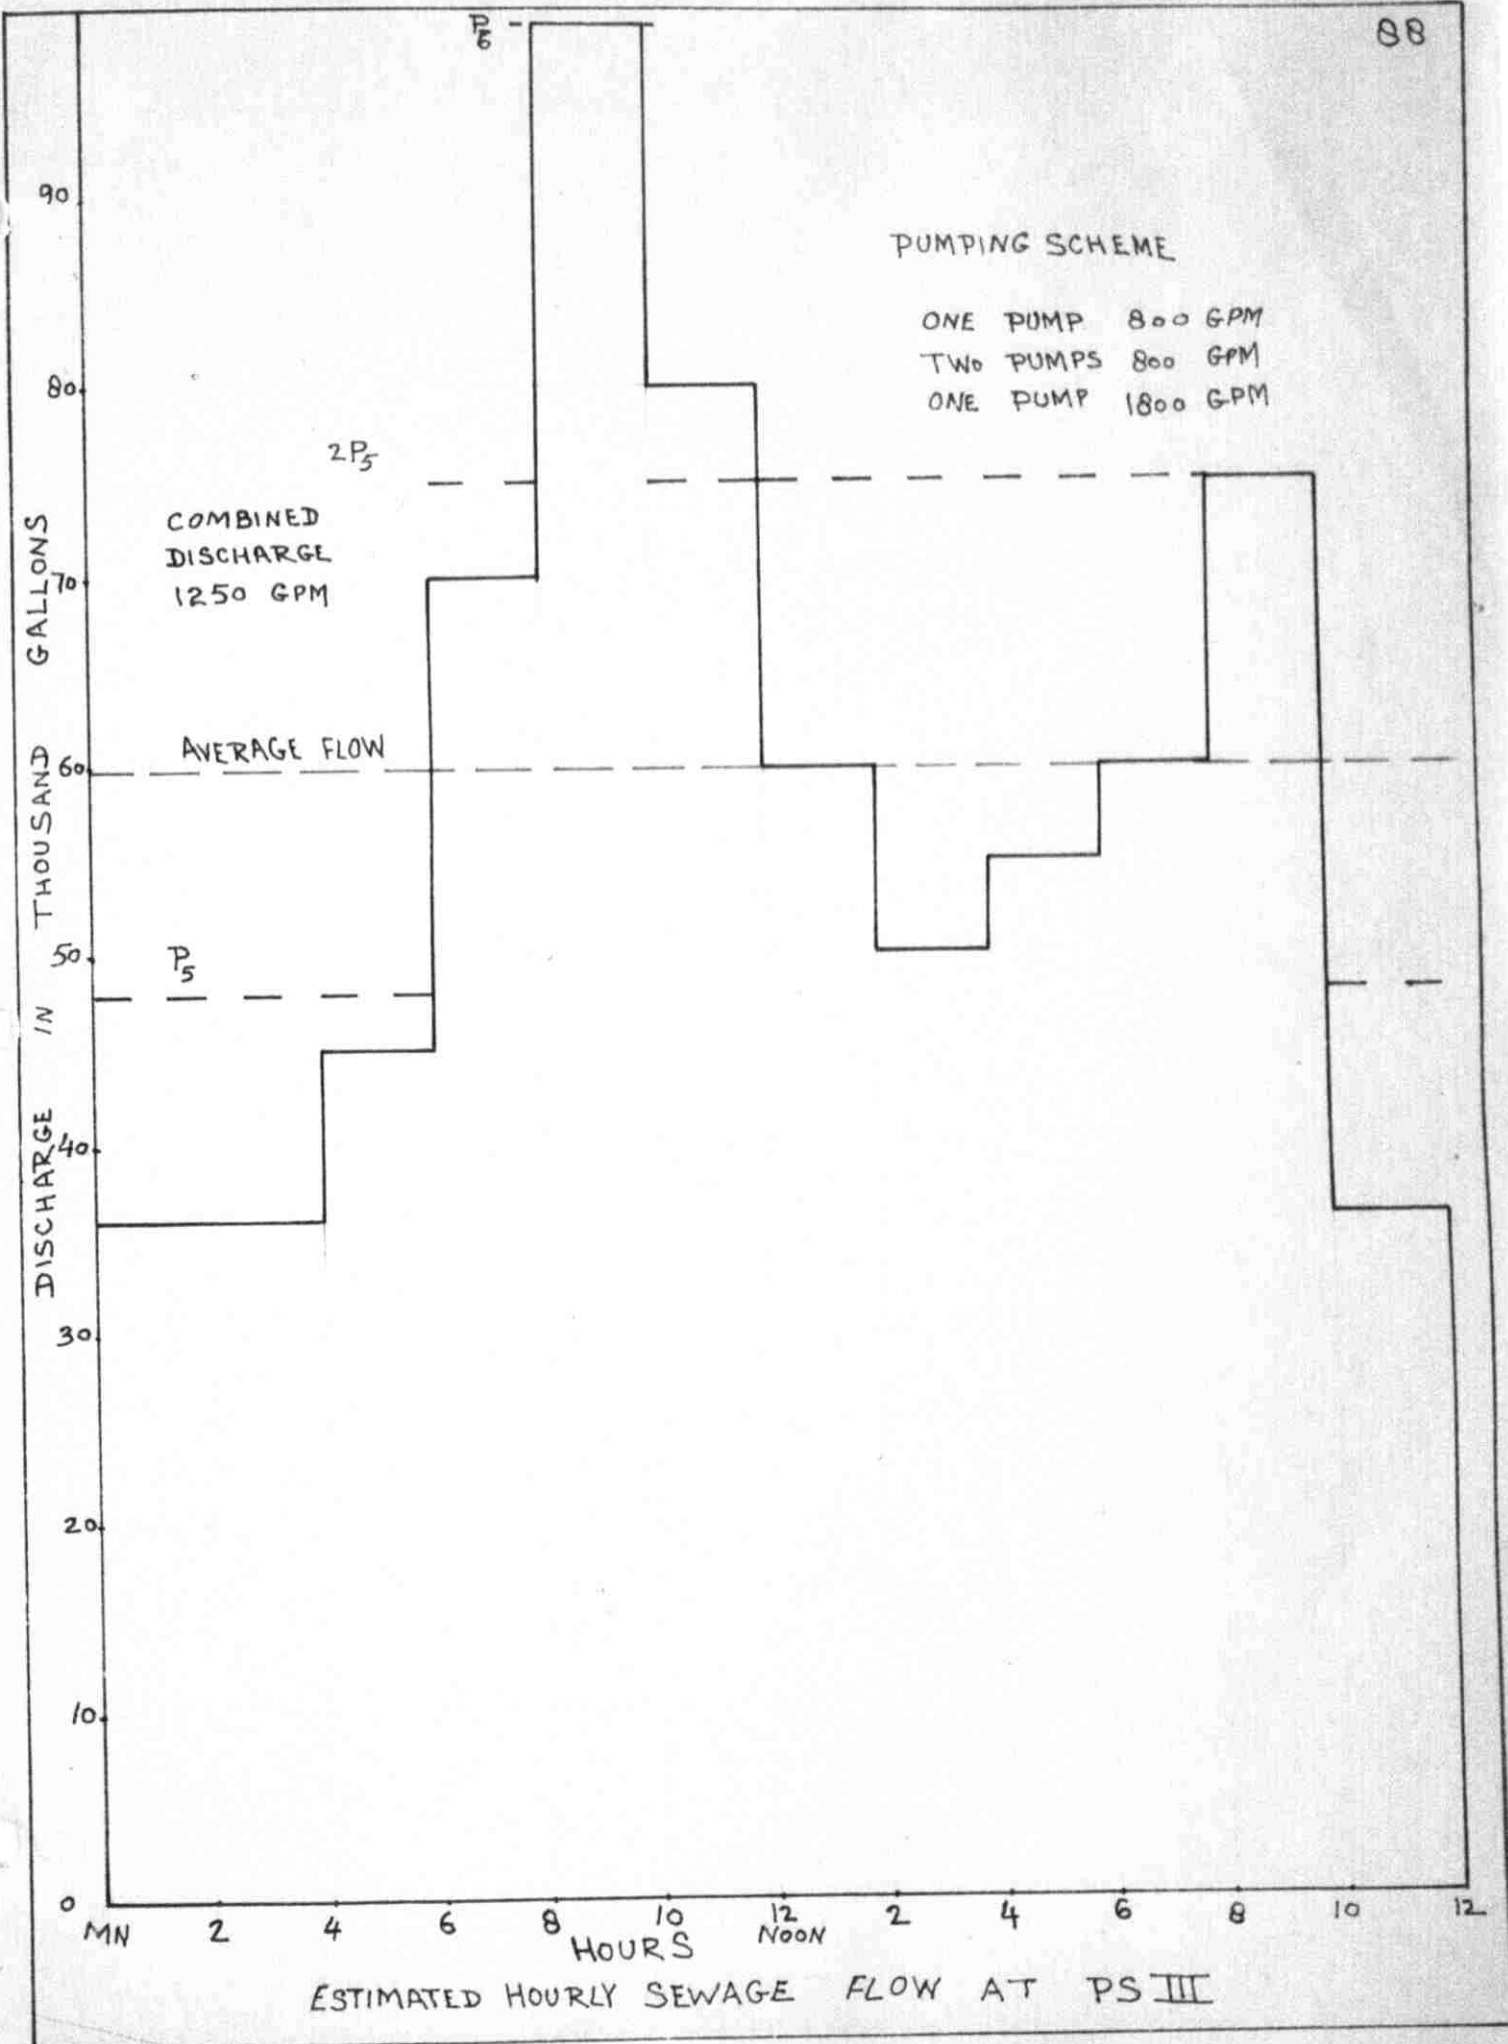 P6
88
90
PUMPING SCHEME
ONE PUMP 800 GPM
TWO PUMPS 800 GPM
ONE PUMP 1800 GPM
80
2P5
COMBINED
DISCHARGE
1250 GPM
70
AVERAGE FLOW
60
50
P5
40
30
20
10
0
DISCHARGE IN THOUSAND GALLONS
MN 2 4 6 8 10 12 2 4 6 8 10 12
NOON
HOURS
ESTIMATED HOURLY SEWAGE FLOW AT PS III